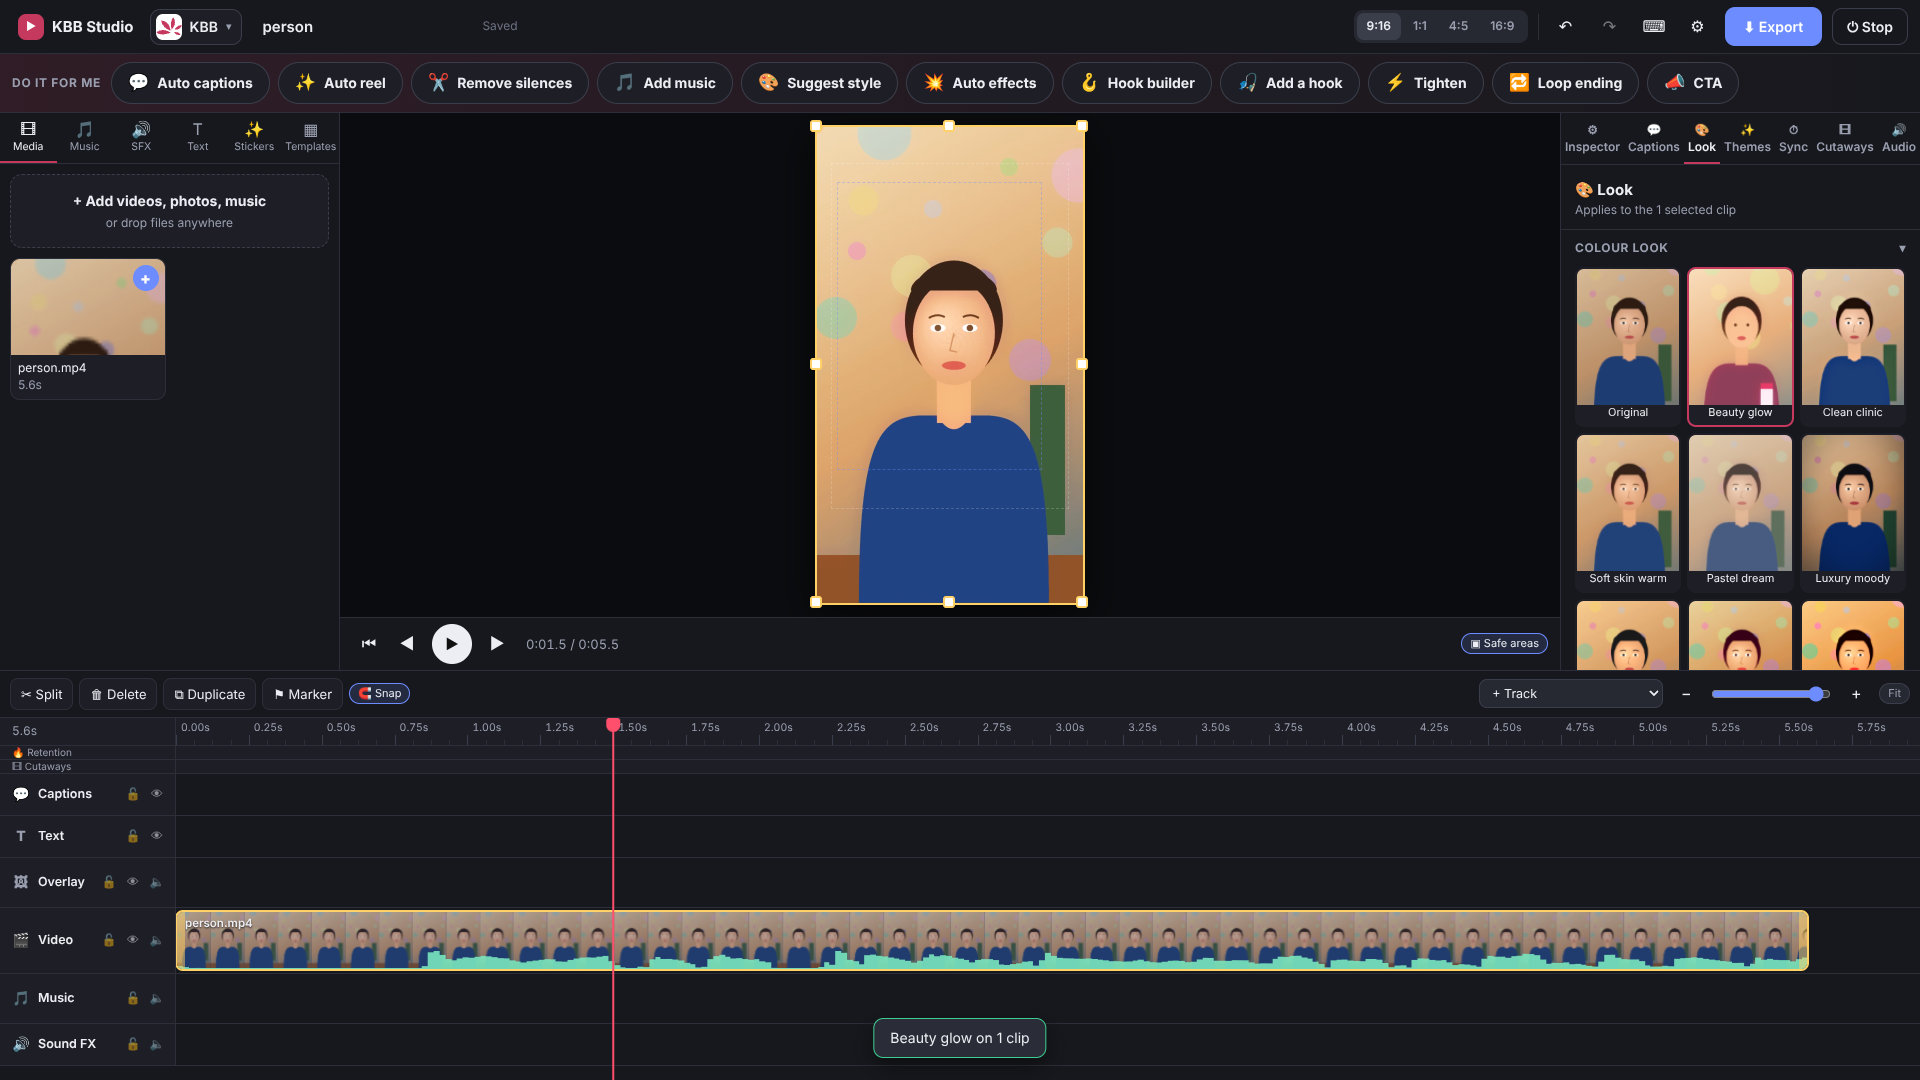 KBB Studio
KBB
person
Saved
9:16
1:1
4:5
16:9
Export
Stop
DO IT FOR ME
Auto captions
Auto reel
Remove silences
Add music
Suggest style
Auto effects
Hook builder
Add a hook
Tighten
Loop ending
CTA
Media
Music
SFX
Text
Stickers
Templates
+ Add videos, photos, music
or drop files anywhere
person.mp4
5.6s
0:01.5 / 0:05.5
Safe areas
Inspector
Captions
Look
Themes
Sync
Cutaways
Audio
Look
Applies to the 1 selected clip
COLOUR LOOK
Original
Beauty glow
Clean clinic
Soft skin warm
Pastel dream
Luxury moody
Split
Delete
Duplicate
Marker
Snap
+ Track
Fit
5.6s
0.00s
0.25s
0.50s
0.75s
1.00s
1.25s
1.50s
1.75s
2.00s
2.25s
2.50s
2.75s
3.00s
3.25s
3.50s
3.75s
4.00s
4.25s
4.50s
4.75s
5.00s
5.25s
5.50s
5.75s
Retention
Cutaways
Captions
Text
Overlay
Video
person.mp4
Music
Sound FX
Beauty glow on 1 clip